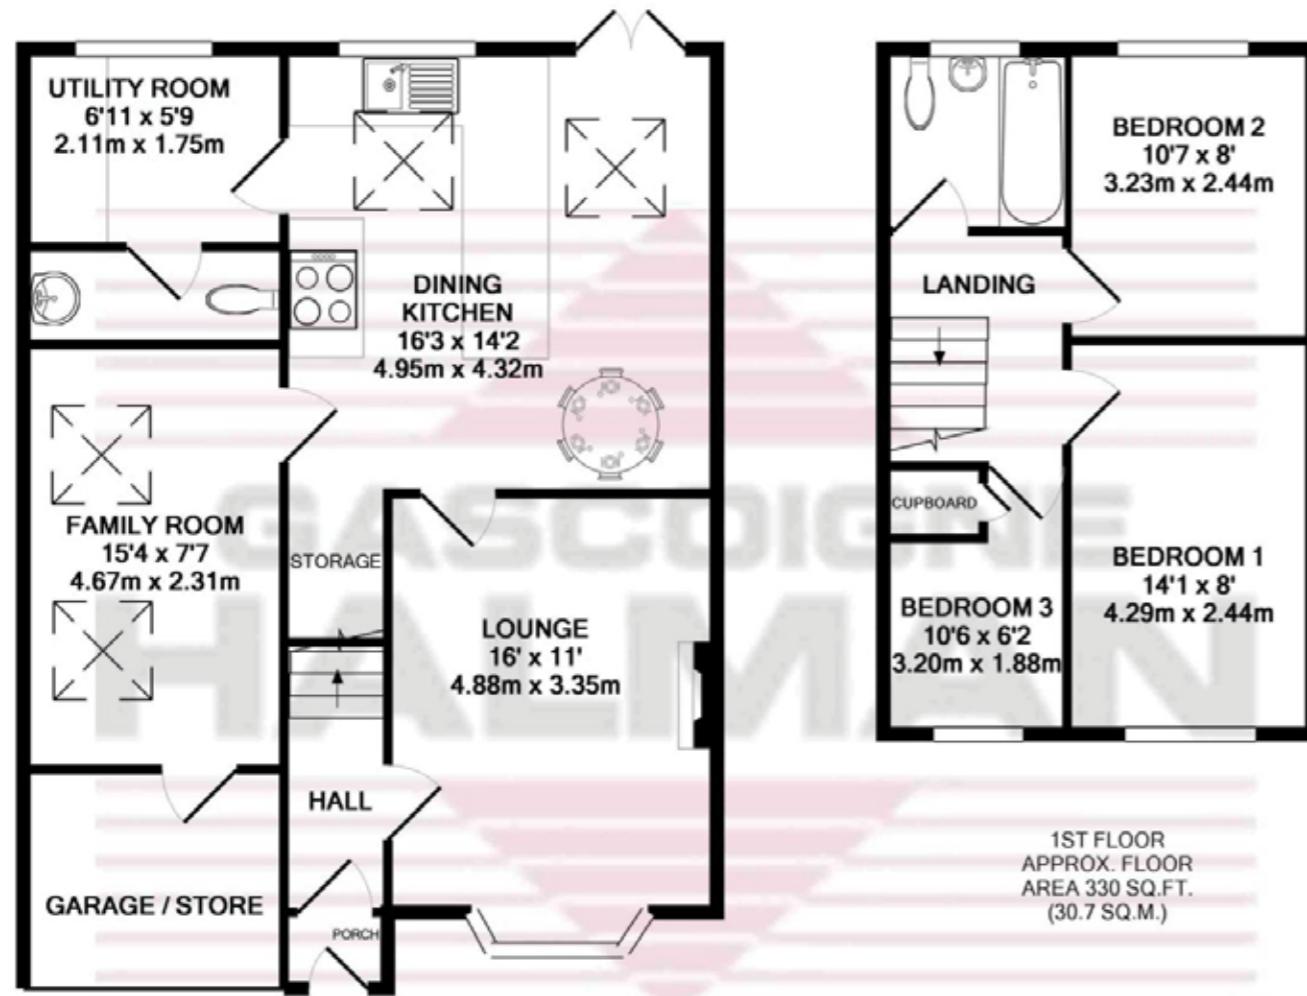 UTILITY ROOM
6'11 x 5'9
2.11m x 1.75m
DINING
KITCHEN
16'3 x 14'2
4.95m x 4.32m
FAMILY ROOM
15'4 x 7'7
4.67m x 2.31m
STORAGE
LOUNGE
16' x 11'
4.88m x 3.35m
HALL
GARAGE / STORE
PORCH
BEDROOM 2
10'7 x 8'
3.23m x 2.44m
LANDING
CUPBOARD
BEDROOM 1
14'1 x 8'
4.29m x 2.44m
BEDROOM 3
10'6 x 6'2
3.20m x 1.88m
1ST FLOOR
APPROX. FLOOR
AREA 330 SQ.FT.
(30.7 SQ.M.)
GASCOIGNE
HALMAN